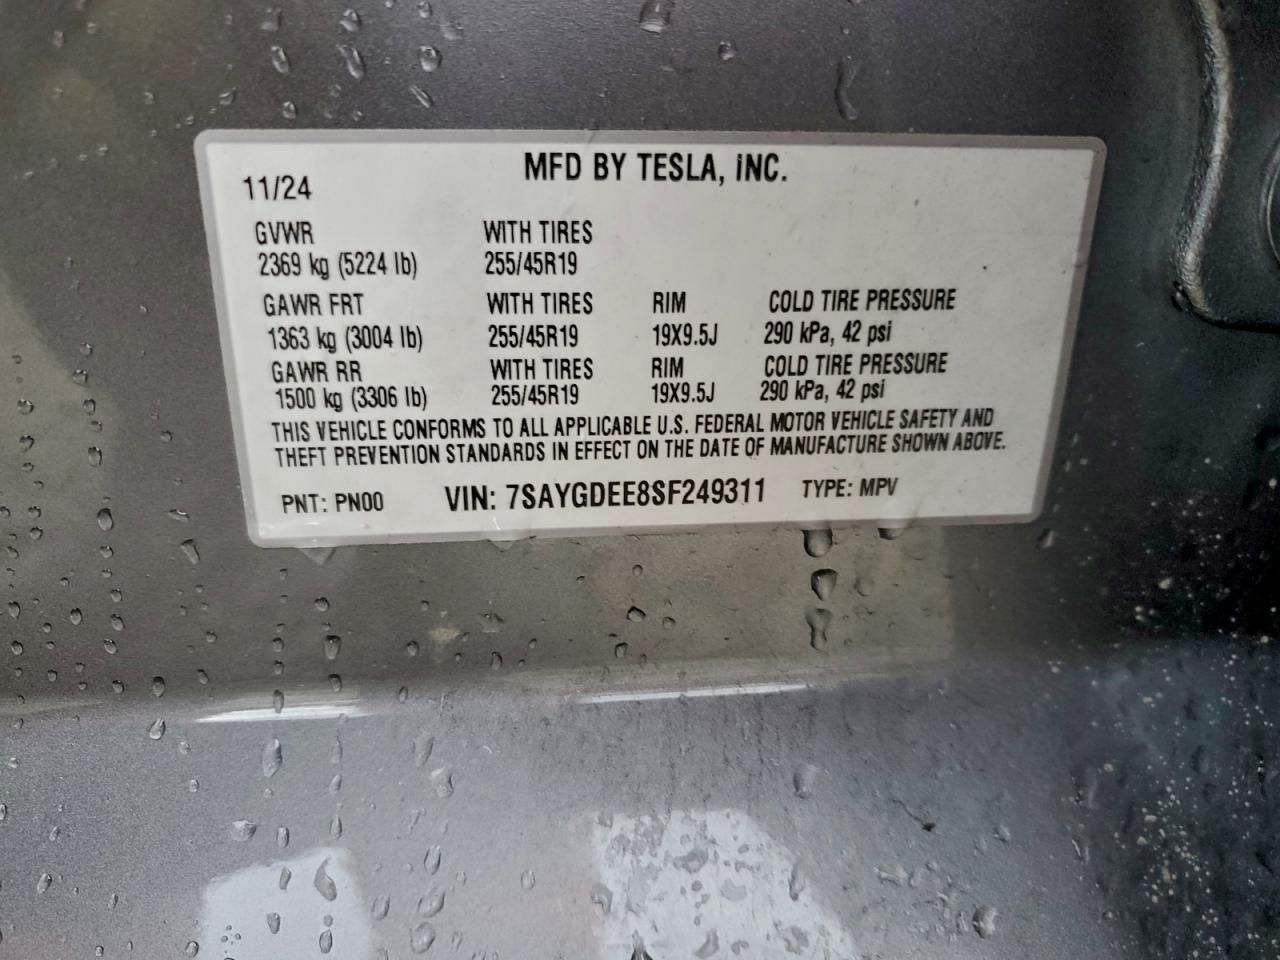 MFD BY TESLA, INC.
11/24
GVWR WITH TIRES
2369 kg (5224 lb) 255/45R19
GAWR FRT WITH TIRES RIM COLD TIRE PRESSURE
1363 kg (3004 lb) 255/45R19 19X9.5J 290 kPa, 42 psi
GAWR RR WITH TIRES RIM COLD TIRE PRESSURE
1500 kg (3306 lb) 255/45R19 19X9.5J 290 kPa, 42 psi
THIS VEHICLE CONFORMS TO ALL APPLICABLE U.S. FEDERAL MOTOR VEHICLE SAFETY AND
THEFT PREVENTION STANDARDS IN EFFECT ON THE DATE OF MANUFACTURE SHOWN ABOVE.
PNT: PN00 VIN: 7SAYGDEE8SF249311 TYPE: MPV